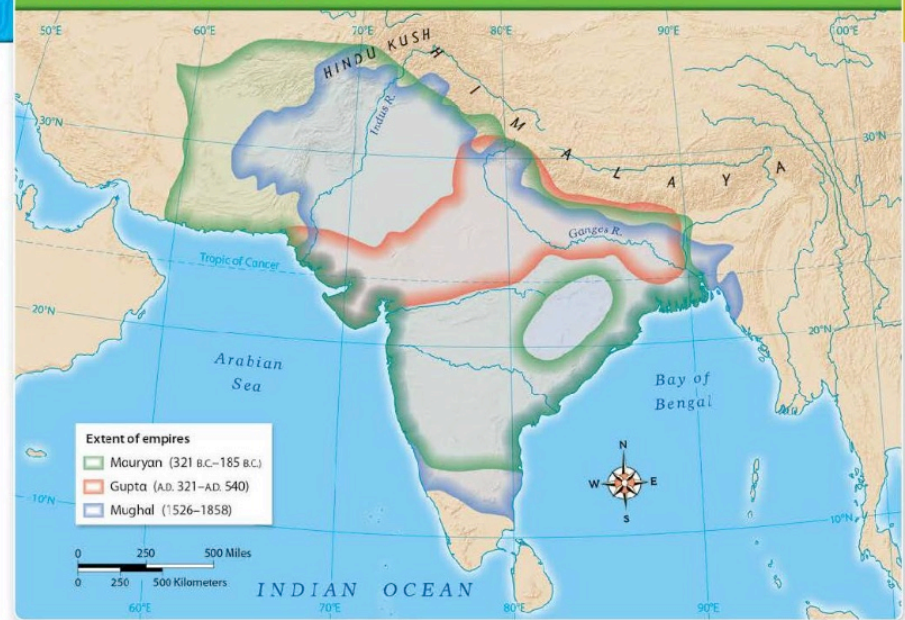 50°E
60°E
70°E
80°E
90°E
100°E
HINDU KUSH
HIMALAYA
Indus R.
30°N
30°N
Ganges R.
Tropic of Cancer
20°N
20°N
Arabian
Sea
Bay of
Bengal
Extent of empires
Mauryan (321 B.C.–185 B.C.)
Gupta (A.D. 321–A.D. 540)
Mughal (1526–1858)
N
W
E
S
10°N
10°N
0 250 500 Miles
0 250 500 Kilometers
INDIAN OCEAN
60°E
70°E
80°E
90°E